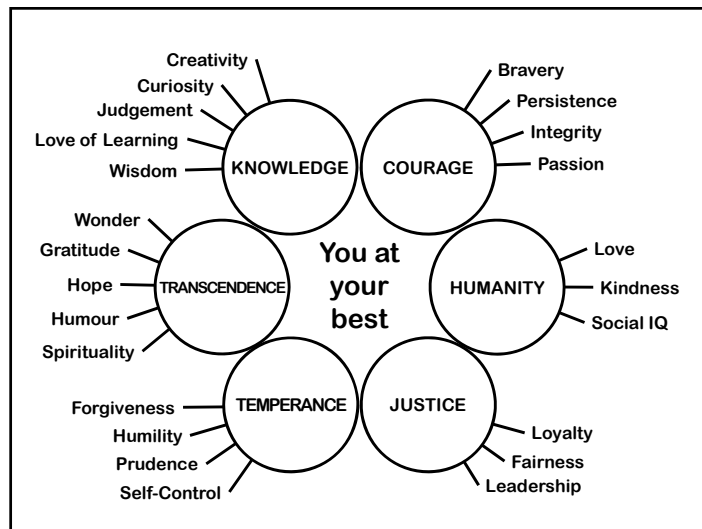 Creativity
Curiosity
Judgement
Love of Learning
Wisdom
KNOWLEDGE
Bravery
Persistence
Integrity
Passion
COURAGE
Wonder
Gratitude
Hope
Humour
Spirituality
TRANSCENDENCE
You at
your
best
HUMANITY
Love
Kindness
Social IQ
Forgiveness
Humility
Prudence
Self-Control
TEMPERANCE
JUSTICE
Loyalty
Fairness
Leadership